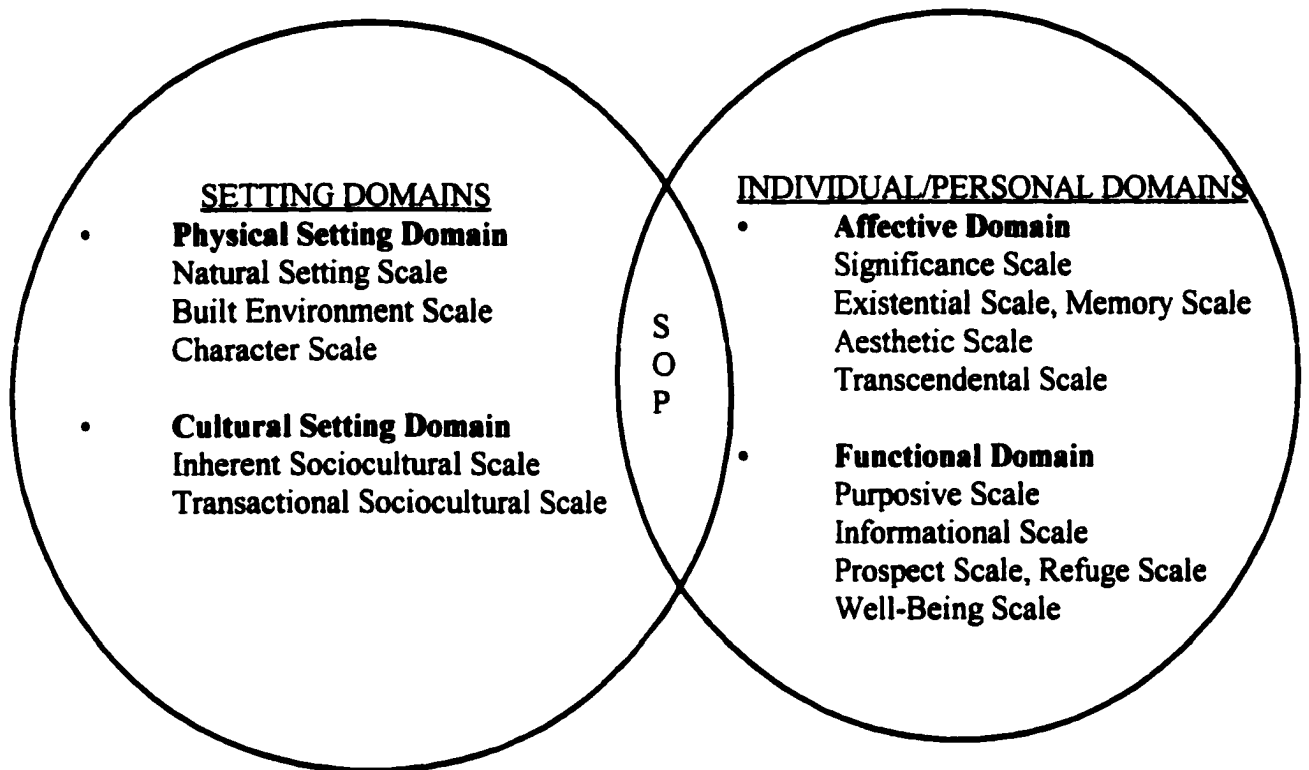 SETTING DOMAINS
• Physical Setting Domain
Natural Setting Scale
Built Environment Scale
Character Scale
• Cultural Setting Domain
Inherent Sociocultural Scale
Transactional Sociocultural Scale
S
O
P
INDIVIDUAL/PERSONAL DOMAINS
• Affective Domain
Significance Scale
Existential Scale, Memory Scale
Aesthetic Scale
Transcendental Scale
• Functional Domain
Purposive Scale
Informational Scale
Prospect Scale, Refuge Scale
Well-Being Scale